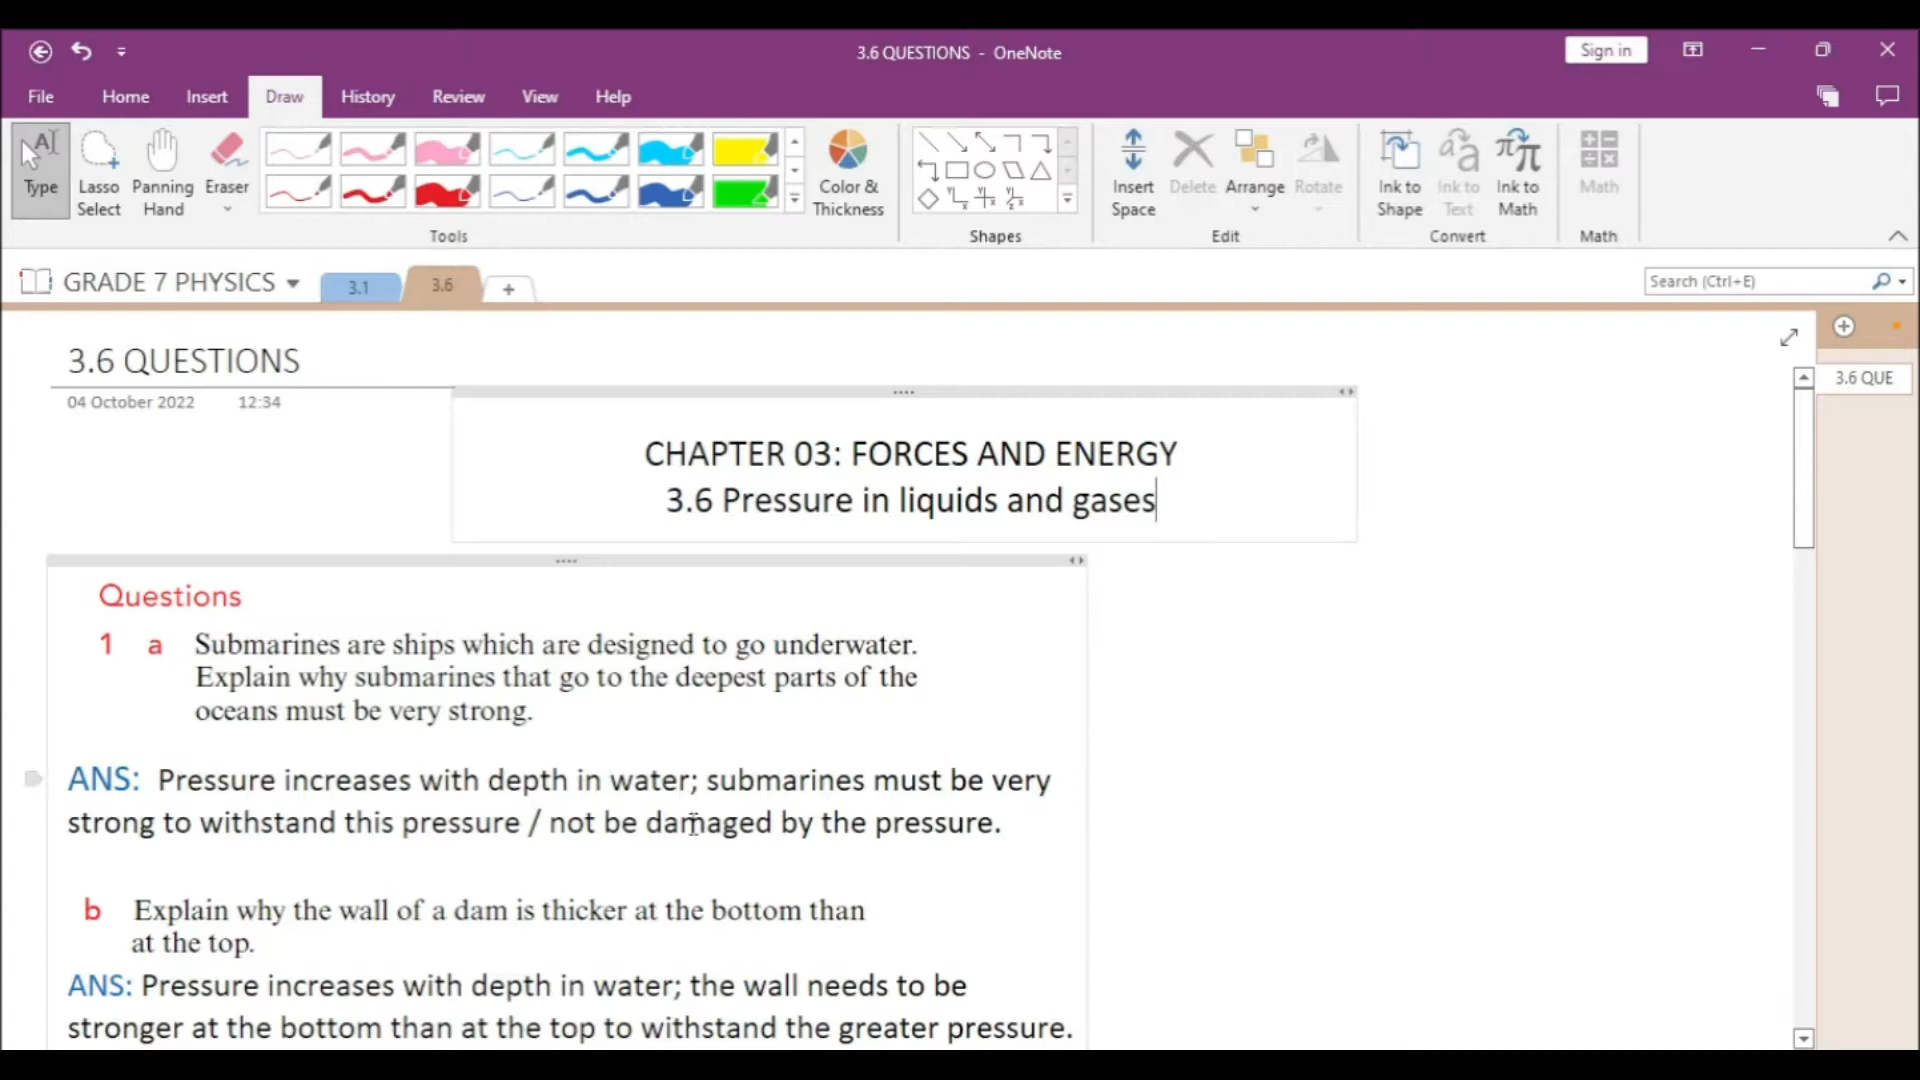 3.6 QUESTIONS - OneNote
Sign in
File Home Insert Draw History Review View Help
Type
Lasso Select
Panning Hand
Eraser
Color & Thickness
Insert Space
Delete
Arrange
Rotate
Ink to Shape
Ink to Text
Ink to Math
Math
Tools Shapes Edit Convert Math
GRADE 7 PHYSICS 3.1 3.6
Search (Ctrl+E)
3.6 QUE
3.6 QUESTIONS
04 October 2022 12:34
CHAPTER 03: FORCES AND ENERGY
3.6 Pressure in liquids and gases
Questions
1 a Submarines are ships which are designed to go underwater.
Explain why submarines that go to the deepest parts of the
oceans must be very strong.
ANS: Pressure increases with depth in water; submarines must be very
strong to withstand this pressure / not be damaged by the pressure.
b Explain why the wall of a dam is thicker at the bottom than
at the top.
ANS: Pressure increases with depth in water; the wall needs to be
stronger at the bottom than at the top to withstand the greater pressure.